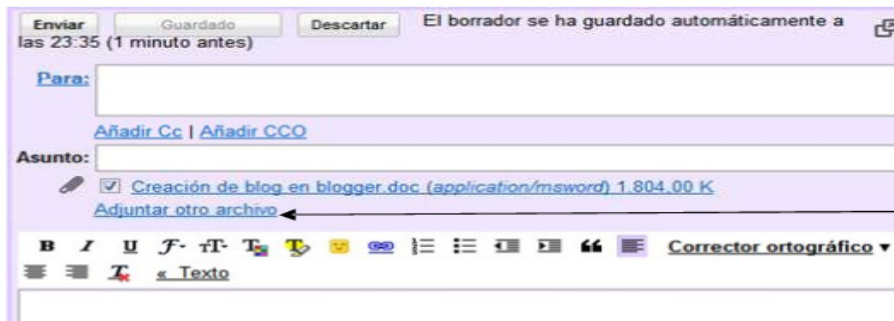 Enviar Guardado Descartar El borrador se ha guardado automáticamente a
las 23:35 (1 minuto antes)
Para:
Añadir Cc | Añadir CCO
Asunto:
Creación de blog en blogger.doc (application/msword) 1.804,00 K
Adjuntar otro archivo
B I U F T T T Corrector ortográfico
T « Texto